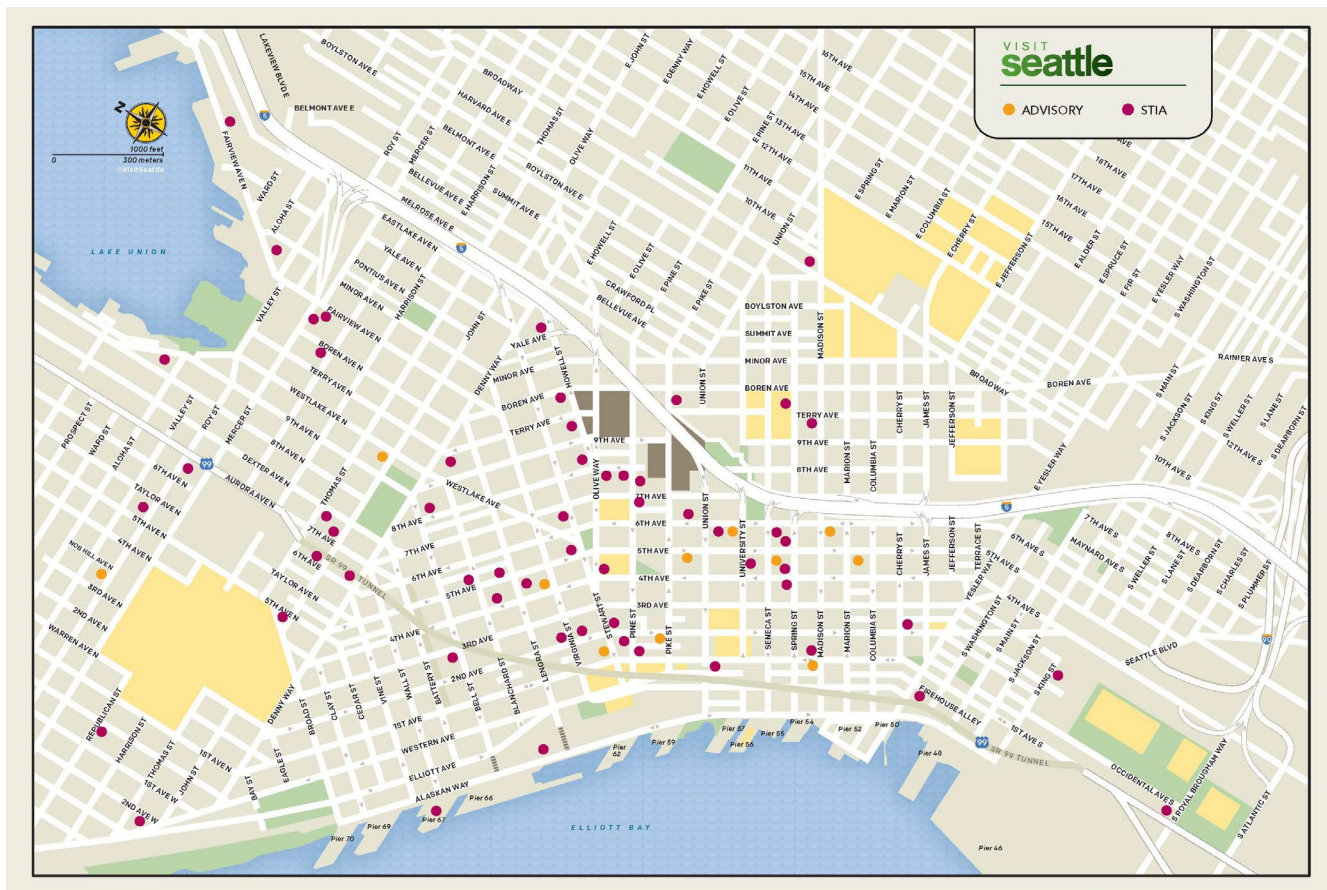 VISIT
seattle
ADVISORY
STIA
N
1000 feet
0
300 meters
©VisitSeattle
LAKE UNION
LAKEVIEW BLVD E
BOYLSTON AVE E
BROADWAY
HARVARD AVE E
BELMONT AVE E
BELMONT AVE E
ROY ST
MERCER ST
E HARRISON ST
THOMAS ST
OLIVE WAY
BELLEVUE AVE E
SUMMIT AVE E
BOYLSTON AVE E
MELROSE AVE E
EASTLAKE AVE N
E JOHN ST
E DENNY WAY
E HOWELL ST
E OLIVE ST
E PINE ST
16TH AVE
15TH AVE
14TH AVE
13TH AVE
12TH AVE
11TH AVE
10TH AVE
UNION ST
E SPRING ST
E MARION ST
E COLUMBIA ST
E CHERRY ST
E JEFFERSON ST
18TH AVE
17TH AVE
16TH AVE
15TH AVE
E ALDER ST
E SPRUCE ST
E FIR ST
E YESLER WAY
S WASHINGTON ST
FAIRVIEW AVE N
WARD ST
ALOHA ST
VALLEY ST
5
5
YALE AVE N
PONTIUS AVE N
MINOR AVE N
HARRISON ST
FAIRVIEW AVE N
BOREN AVE N
TERRY AVE N
WESTLAKE AVE N
9TH AVE N
8TH AVE N
DEXTER AVE N
AURORA AVE N
JOHN ST
DENNY WAY
YALE AVE
MINOR AVE
HOWELL ST
BOREN AVE
TERRY AVE
E HOWELL ST
E OLIVE ST
E PINE ST
E PIKE ST
CRAWFORD PL
BELLEVUE AVE
BOYLSTON AVE
SUMMIT AVE
MINOR AVE
BOREN AVE
TERRY AVE
9TH AVE
8TH AVE
MADISON ST
UNION ST
BROADWAY
BOREN AVE
RAINIER AVE S
S MAIN ST
S JACKSON ST
S KING ST
S WELLER ST
S LANE ST
S DEARBORN ST
12TH AVE S
10TH AVE S
PROSPECT ST
WARD ST
ALOHA ST
VALLEY ST
ROY ST
MERCER ST
6TH AVE N
TAYLOR AVE N
5TH AVE N
4TH AVE N
NOB HILL AVE N
3RD AVE N
2ND AVE N
WARREN AVE N
99
THOMAS ST
7TH AVE
6TH AVE
SR 99 TUNNEL
TAYLOR AVE N
5TH AVE N
WESTLAKE AVE
8TH AVE
7TH AVE
6TH AVE
5TH AVE
4TH AVE
3RD AVE
2ND AVE
1ST AVE
WESTERN AVE
ELLIOTT AVE
ALASKAN WAY
9TH AVE
OLIVE WAY
7TH AVE
6TH AVE
5TH AVE
4TH AVE
3RD AVE
UNION ST
UNIVERSITY ST
MARION ST
COLUMBIA ST
CHERRY ST
JAMES ST
JEFFERSON ST
E YESLER WAY
5
CHERRY ST
JAMES ST
JEFFERSON ST
TERRACE ST
YESLER WAY
5TH AVE S
6TH AVE S
4TH AVE S
7TH AVE S
8TH AVE S
MAYNARD AVE S
S WELLER ST
S LANE ST
S DEARBORN ST
S CHARLES ST
S PLUMMER ST
90
SEATTLE BLVD
S WASHINGTON ST
S MAIN ST
S JACKSON ST
S KING ST
STEWART ST
PINE ST
PIKE ST
SENECA ST
SPRING ST
MADISON ST
MARION ST
COLUMBIA ST
REPUBLICAN ST
HARRISON ST
THOMAS ST
JOHN ST
1ST AVE N
1ST AVE W
2ND AVE W
DENNY WAY
BROAD ST
CLAY ST
CEDAR ST
VINE ST
WALL ST
BATTERY ST
BELL ST
BLANCHARD ST
LENORA ST
VIRGINIA ST
BAY ST
EAGLE ST
FIREHOUSE ALLEY
1ST AVE S
99
SR 99 TUNNEL
OCCIDENTAL AVE S
S ROYAL BROUGHAM WAY
S ATLANTIC ST
Pier 70
Pier 69
Pier 67
Pier 66
Pier 62
Pier 59
Pier 57
Pier 56
Pier 55
Pier 54
Pier 52
Pier 50
Pier 48
Pier 46
ELLIOTT BAY